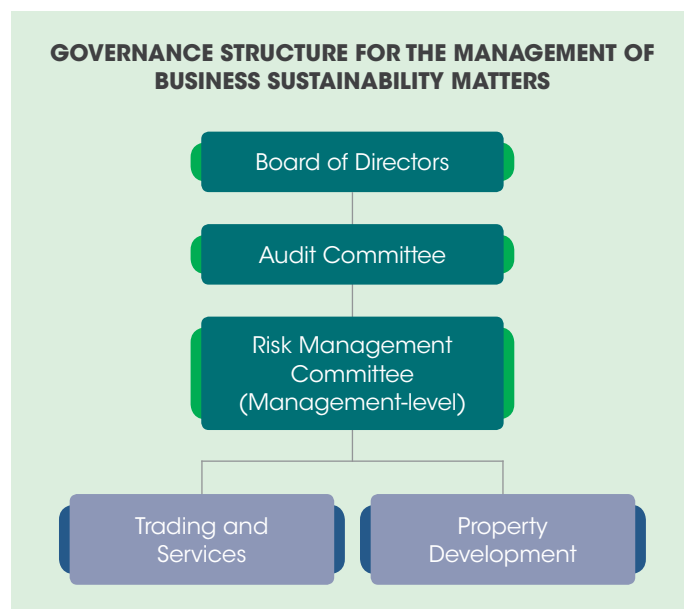 GOVERNANCE STRUCTURE FOR THE MANAGEMENT OF
BUSINESS SUSTAINABILITY MATTERS
Board of Directors
Audit Committee
Risk Management
Committee
(Management-level)
Trading and
Services
Property
Development